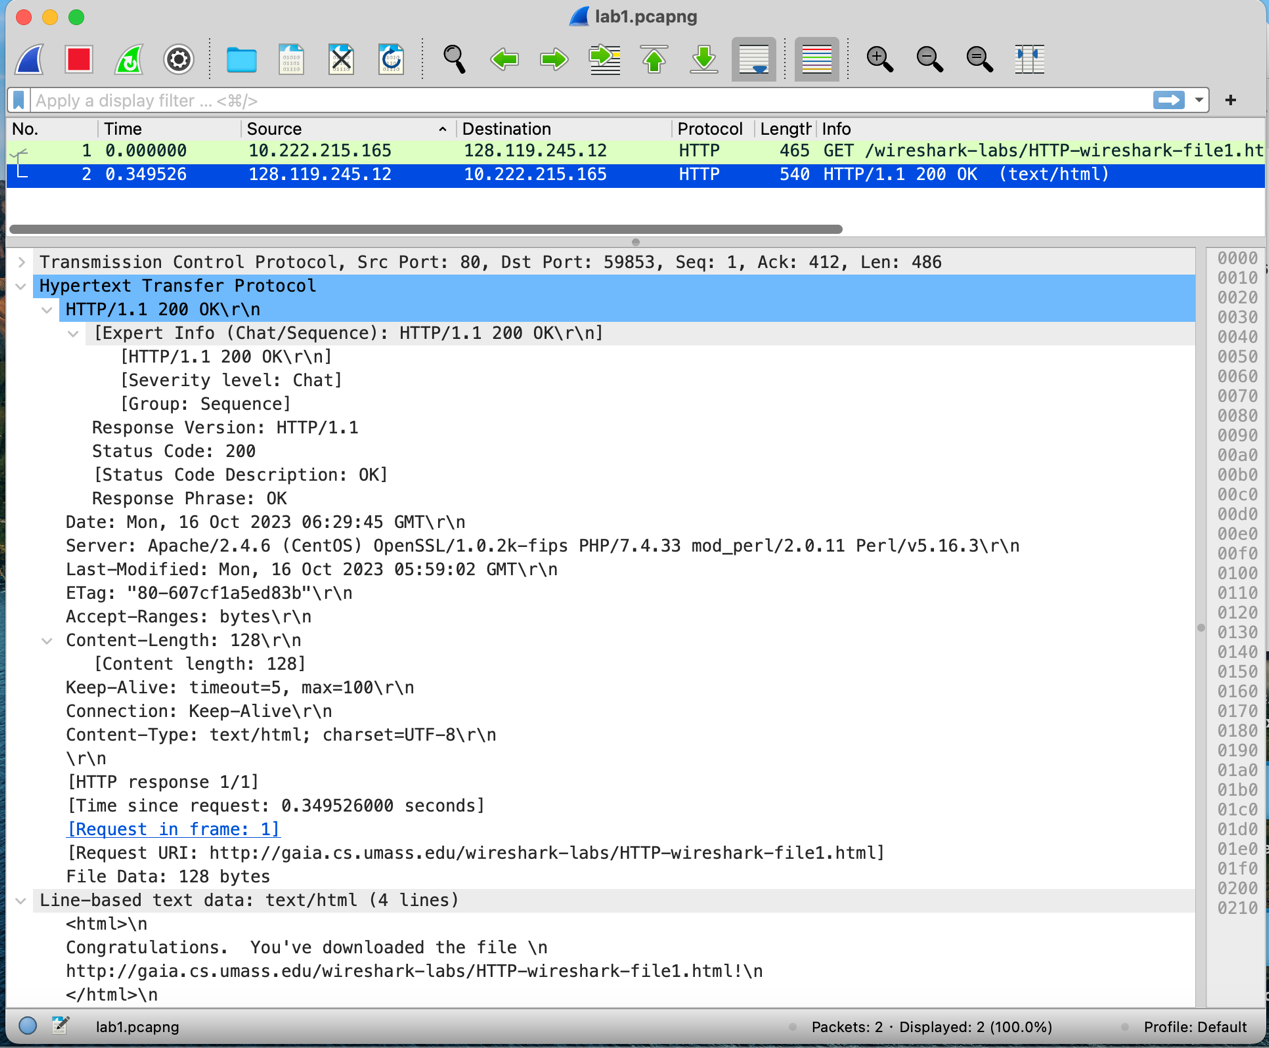 lab1.pcapng
Apply a display filter ... <⌘/>
No. Time Source Destination Protocol Length Info
1 0.000000 10.222.215.165 128.119.245.12 HTTP 465 GET /wireshark-labs/HTTP-wireshark-file1.ht
2 0.349526 128.119.245.12 10.222.215.165 HTTP 540 HTTP/1.1 200 OK  (text/html)
Transmission Control Protocol, Src Port: 80, Dst Port: 59853, Seq: 1, Ack: 412, Len: 486
Hypertext Transfer Protocol
HTTP/1.1 200 OK\r\n
[Expert Info (Chat/Sequence): HTTP/1.1 200 OK\r\n]
[HTTP/1.1 200 OK\r\n]
[Severity level: Chat]
[Group: Sequence]
Response Version: HTTP/1.1
Status Code: 200
[Status Code Description: OK]
Response Phrase: OK
Date: Mon, 16 Oct 2023 06:29:45 GMT\r\n
Server: Apache/2.4.6 (CentOS) OpenSSL/1.0.2k-fips PHP/7.4.33 mod_perl/2.0.11 Perl/v5.16.3\r\n
Last-Modified: Mon, 16 Oct 2023 05:59:02 GMT\r\n
ETag: "80-607cf1a5ed83b"\r\n
Accept-Ranges: bytes\r\n
Content-Length: 128\r\n
[Content length: 128]
Keep-Alive: timeout=5, max=100\r\n
Connection: Keep-Alive\r\n
Content-Type: text/html; charset=UTF-8\r\n
\r\n
[HTTP response 1/1]
[Time since request: 0.349526000 seconds]
[Request in frame: 1]
[Request URI: http://gaia.cs.umass.edu/wireshark-labs/HTTP-wireshark-file1.html]
File Data: 128 bytes
Line-based text data: text/html (4 lines)
<html>\n
Congratulations.  You've downloaded the file \n
http://gaia.cs.umass.edu/wireshark-labs/HTTP-wireshark-file1.html!\n
</html>\n
0000
0010
0020
0030
0040
0050
0060
0070
0080
0090
00a0
00b0
00c0
00d0
00e0
00f0
0100
0110
0120
0130
0140
0150
0160
0170
0180
0190
01a0
01b0
01c0
01d0
01e0
01f0
0200
0210
lab1.pcapng
Packets: 2 · Displayed: 2 (100.0%)
Profile: Default